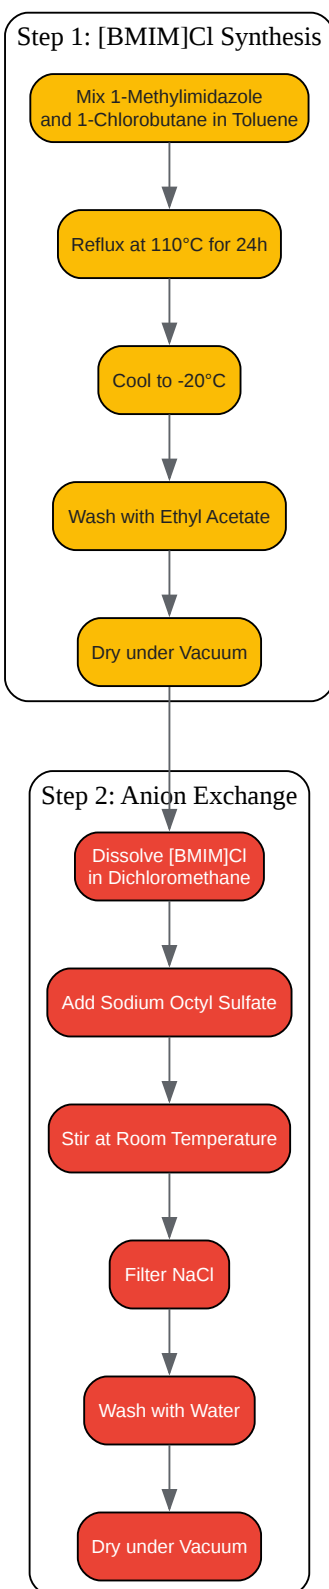 Step 1: [BMIM]Cl Synthesis
Mix 1-Methylimidazole
and 1-Chlorobutane in Toluene
Reflux at 110°C for 24h
Cool to -20°C
Wash with Ethyl Acetate
Dry under Vacuum
Step 2: Anion Exchange
Dissolve [BMIM]Cl
in Dichloromethane
Add Sodium Octyl Sulfate
Stir at Room Temperature
Filter NaCl
Wash with Water
Dry under Vacuum